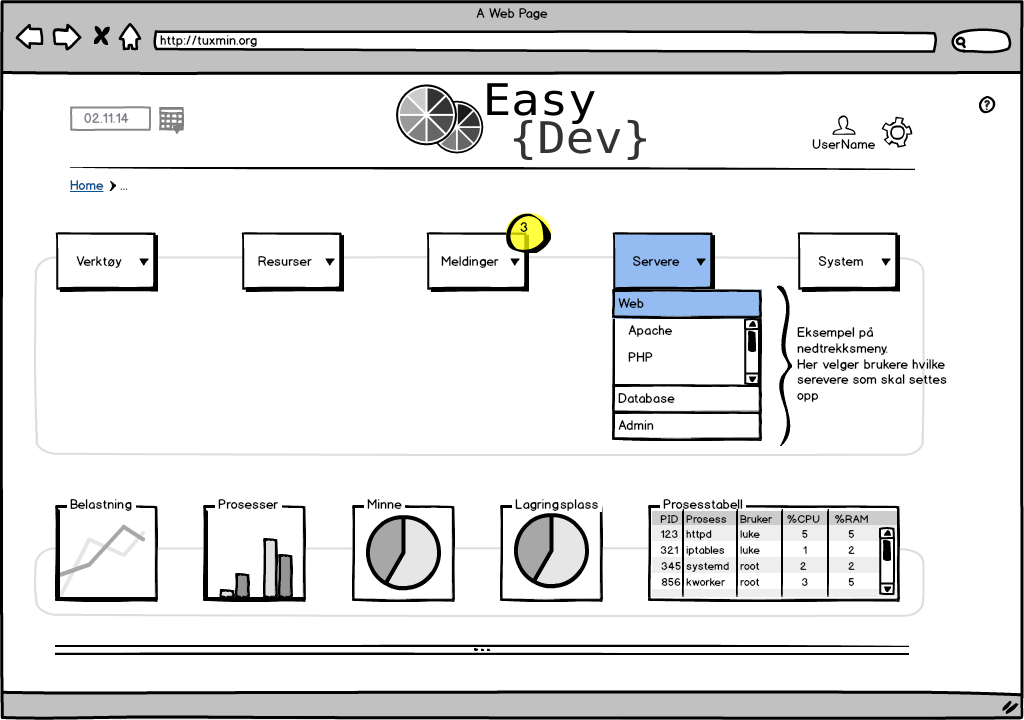 A Web Page
http://tuxmin.org
02.11.14
Easy
{Dev}
?
UserName
Home ...
3
Verktøy
Resurser
Meldinger
Servere
System
Web
Apache
PHP
Database
Admin
Eksempel på
nedtrekksmeny.
Her velger brukere hvilke
serevere som skal settes
opp
Belastning
Prosesser
Minne
Lagringsplass
Prosesstabell
PID Prosess Bruker %CPU %RAM
123 httpd luke 5 5
321 iptables luke 1 2
345 systemd root 2 2
856 kworker root 3 5